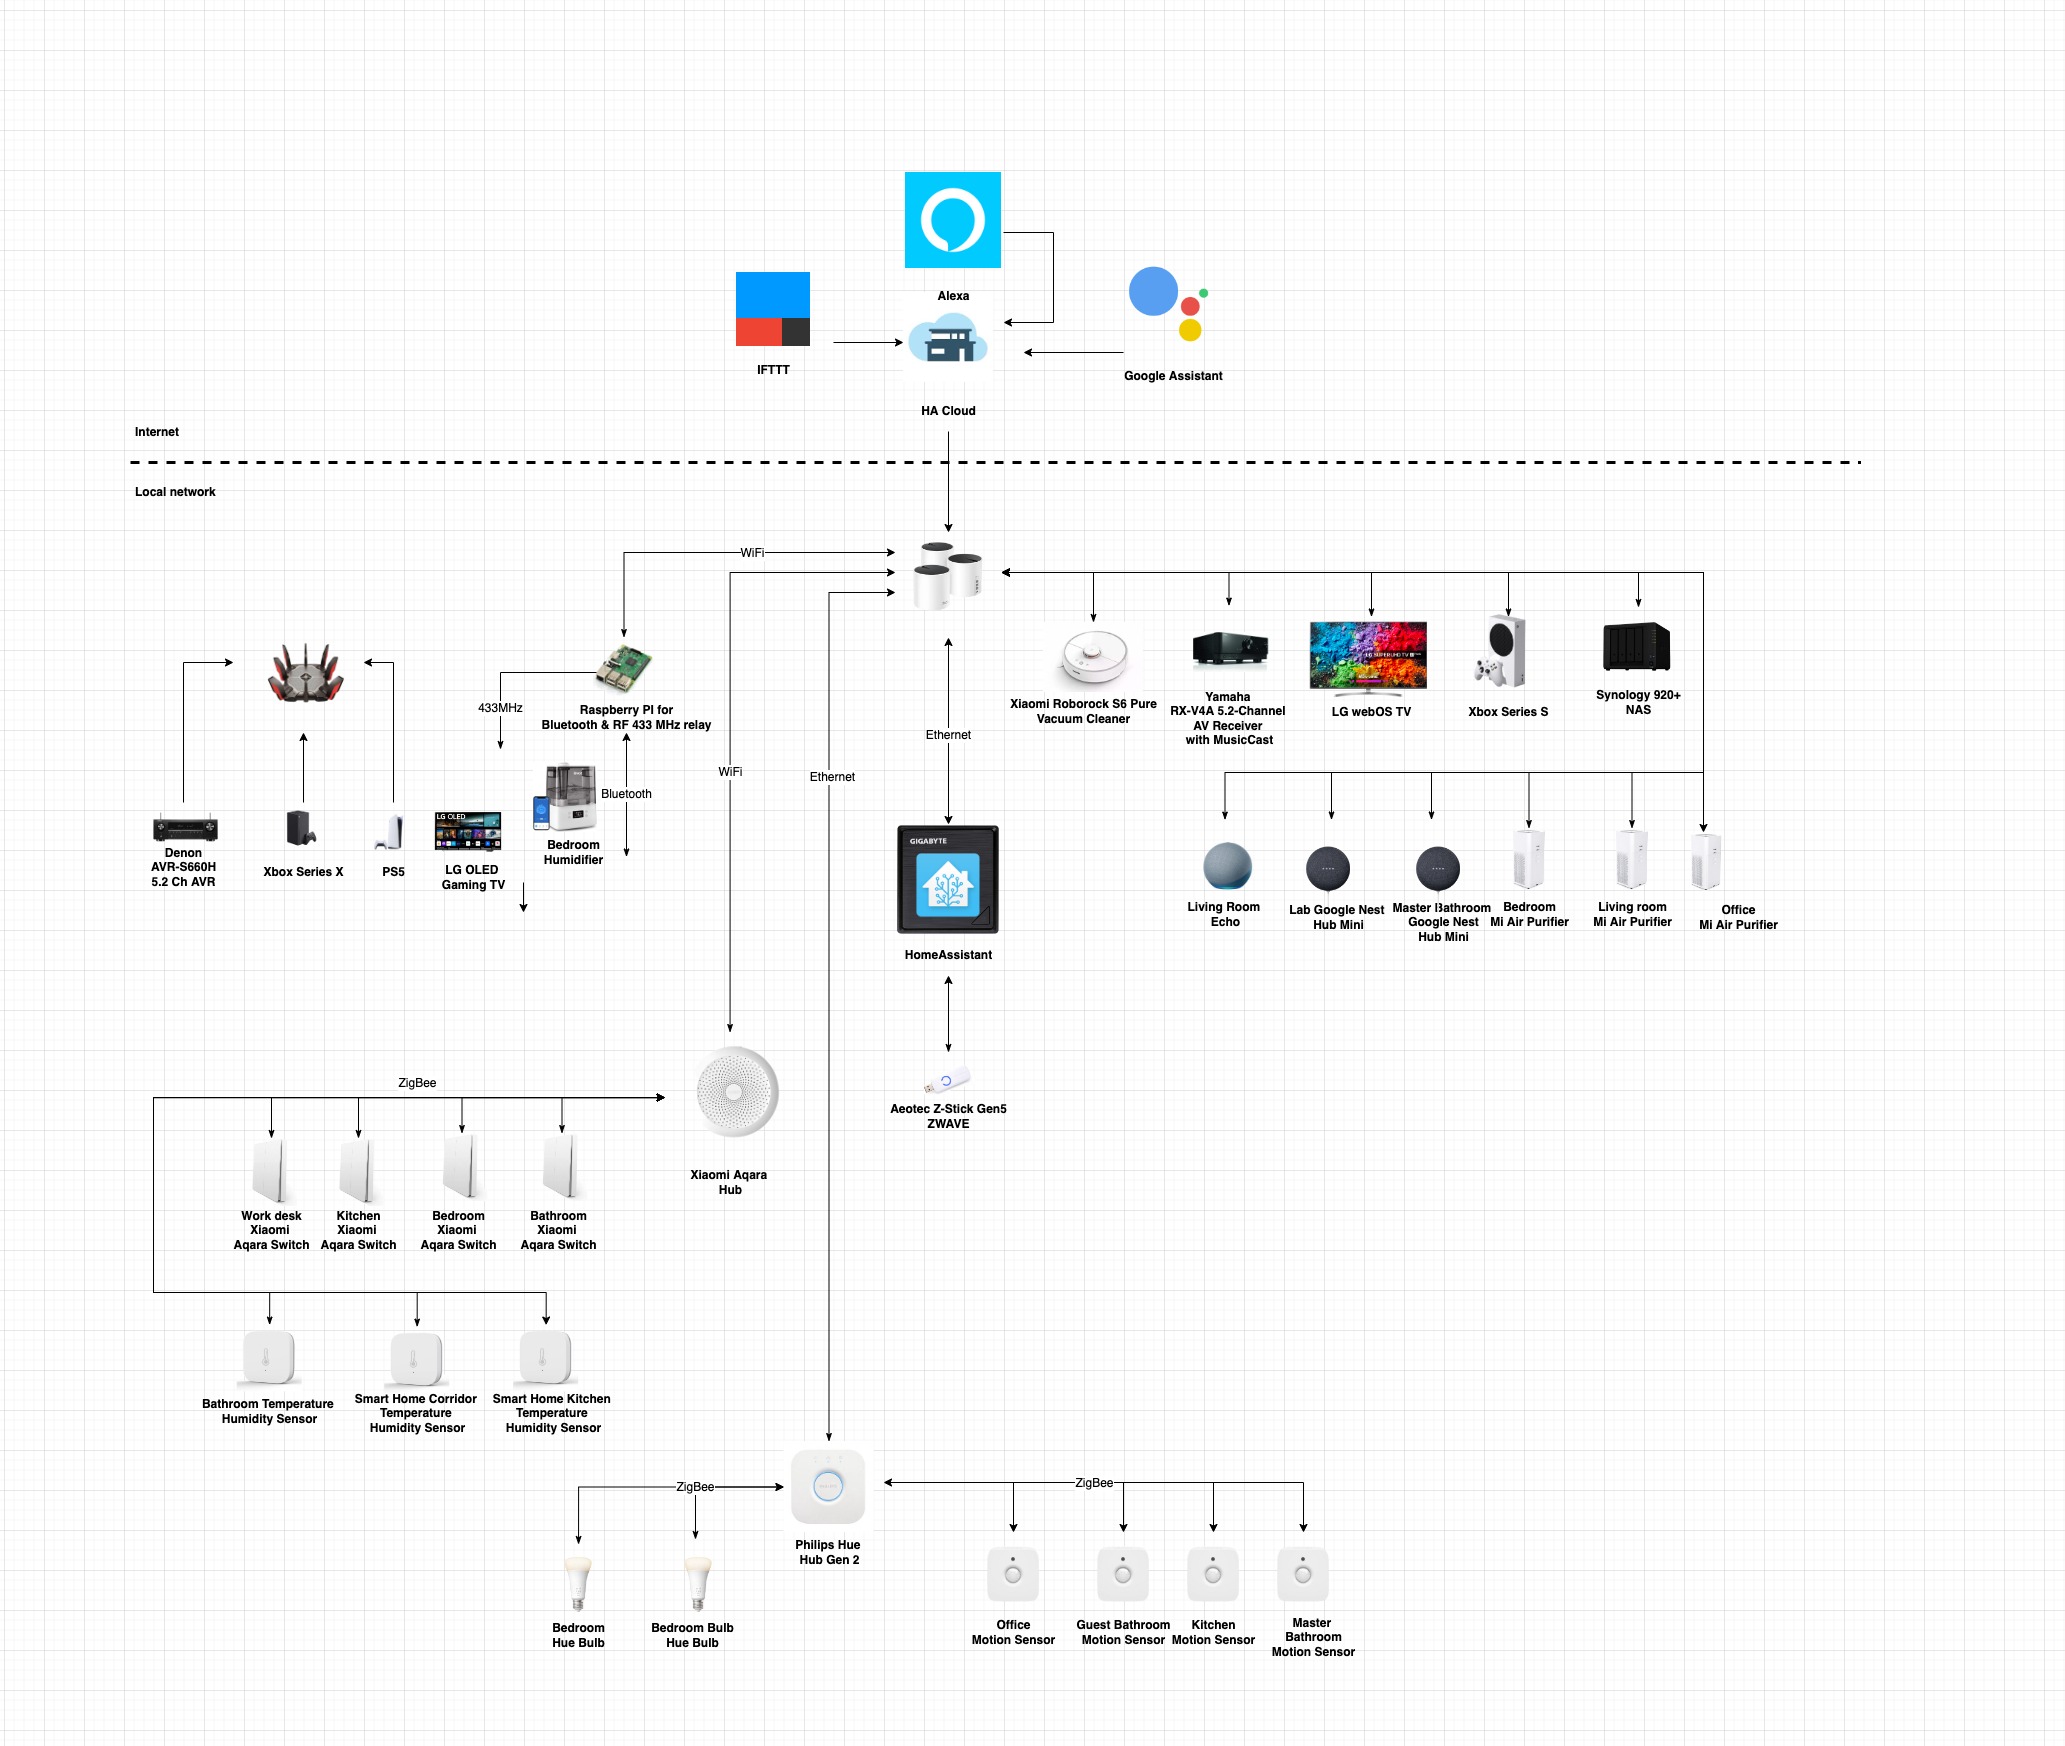 Alexa
IFTTT
Google Assistant
HA Cloud
Internet
Local network
WiFi
433MHz
Raspberry PI for
Bluetooth & RF 433 MHz relay
WiFi
Ethernet
Ethernet
Bluetooth
Xiaomi Roborock S6 Pure
Vacuum Cleaner
Yamaha
RX-V4A 5.2-Channel
AV Receiver
with MusicCast
LG SUPER UHD TV
LG webOS TV
Xbox Series S
Synology 920+
NAS
Denon
AVR-S660H
5.2 Ch AVR
Xbox Series X
PS5
LG OLED
LG OLED
Gaming TV
Bedroom
Humidifier
GIGABYTE
HomeAssistant
Living Room
Echo
Lab Google Nest
Hub Mini
Master Bathroom
Google Nest
Hub Mini
Bedroom
Mi Air Purifier
Living room
Mi Air Purifier
Office
Mi Air Purifier
Aeotec Z-Stick Gen5
ZWAVE
ZigBee
Xiaomi Aqara
Hub
Work desk
Xiaomi
Aqara Switch
Kitchen
Xiaomi
Aqara Switch
Bedroom
Xiaomi
Aqara Switch
Bathroom
Xiaomi
Aqara Switch
Bathroom Temperature
Humidity Sensor
Smart Home Corridor
Temperature
Humidity Sensor
Smart Home Kitchen
Temperature
Humidity Sensor
ZigBee
ZigBee
Philips Hue
Hub Gen 2
Bedroom
Hue Bulb
Bedroom Bulb
Hue Bulb
Office
Motion Sensor
Guest Bathroom
Motion Sensor
Kitchen
Motion Sensor
Master
Bathroom
Motion Sensor